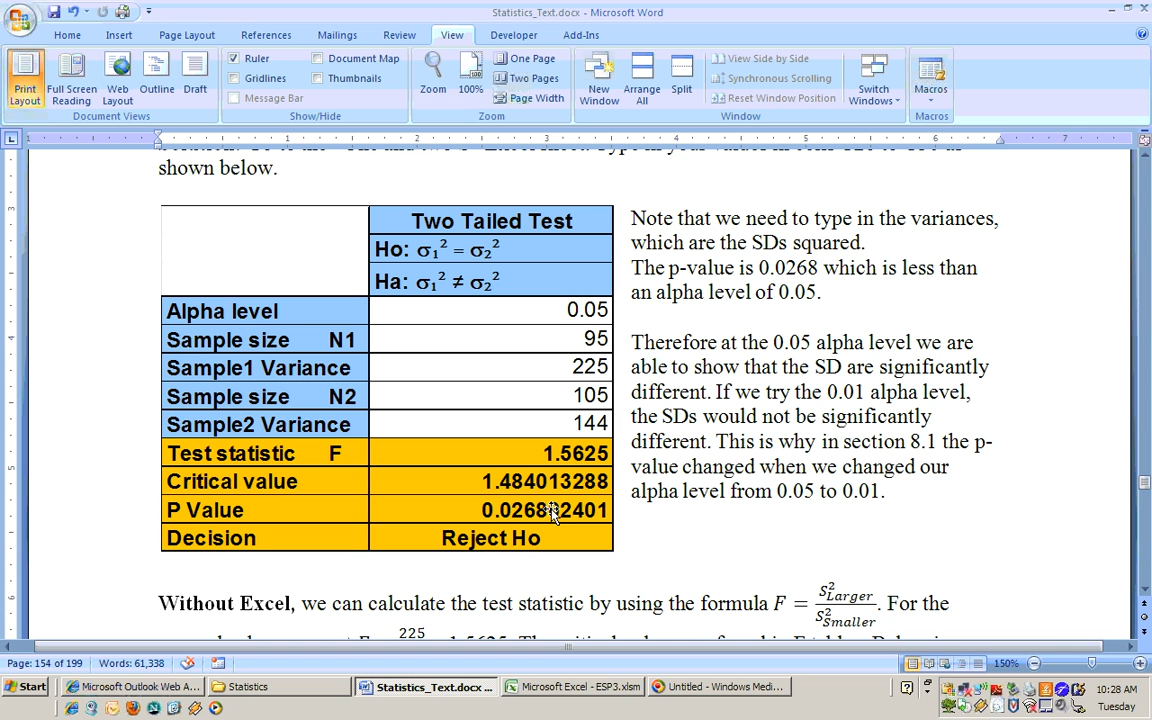 Statistics_Text.docx - Microsoft Word
Home Insert Page Layout References Mailings Review View Developer Add-Ins
Print Layout
Full Screen Reading
Web Layout
Outline
Draft
Document Views
Ruler
Gridlines
Message Bar
Document Map
Thumbnails
Show/Hide
Zoom
100%
One Page
Two Pages
Page Width
Zoom
New Window
Arrange All
Split
View Side by Side
Synchronous Scrolling
Reset Window Position
Switch Windows
Window
Macros
Macros
1 1 2 3 4 5 6 7
shown below.
Two Tailed Test
Ho: σ₁² = σ₂²
Ha: σ₁² ≠ σ₂²
Alpha level 0.05
Sample size N1 95
Sample1 Variance 225
Sample size N2 105
Sample2 Variance 144
Test statistic F 1.5625
Critical value 1.484013288
P Value
Decision Reject Ho
Note that we need to type in the variances,
which are the SDs squared.
The p-value is 0.0268 which is less than
an alpha level of 0.05.
Therefore at the 0.05 alpha level we are
able to show that the SD are significantly
different. If we try the 0.01 alpha level,
the SDs would not be significantly
different. This is why in section 8.1 the p-
value changed when we changed our
alpha level from 0.05 to 0.01.
Without Excel, we can calculate the test statistic by using the formula F = S²Larger / S²Smaller. For the
225
Page: 154 of 199 Words: 61,338 150%
Start Microsoft Outlook Web A... Statistics Statistics_Text.docx ... Microsoft Excel - ESP3.xlsm Untitled - Windows Medi... 10:28 AM
Tuesday